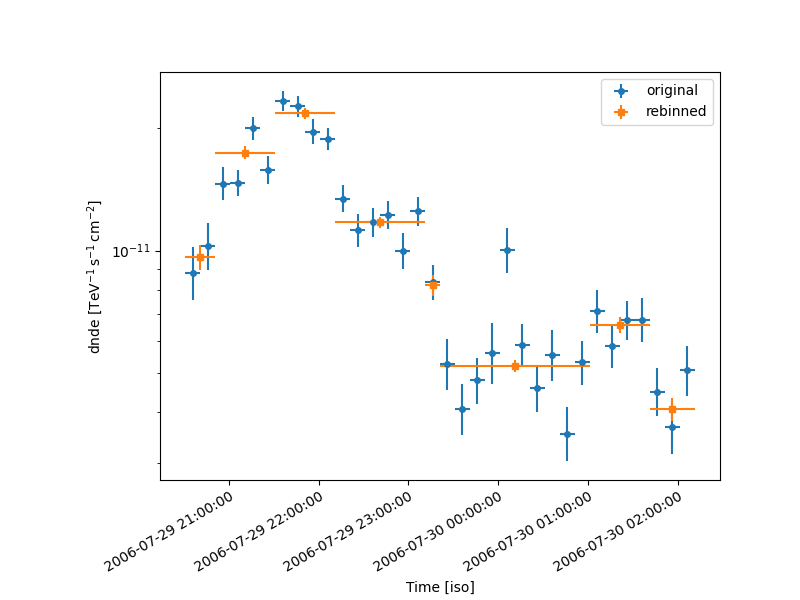 original
rebinned
10⁻¹¹
dnde [TeV⁻¹ s⁻¹ cm⁻²]
2006-07-29 21:00:00
2006-07-29 22:00:00
2006-07-29 23:00:00
2006-07-30 00:00:00
2006-07-30 01:00:00
2006-07-30 02:00:00
Time [iso]